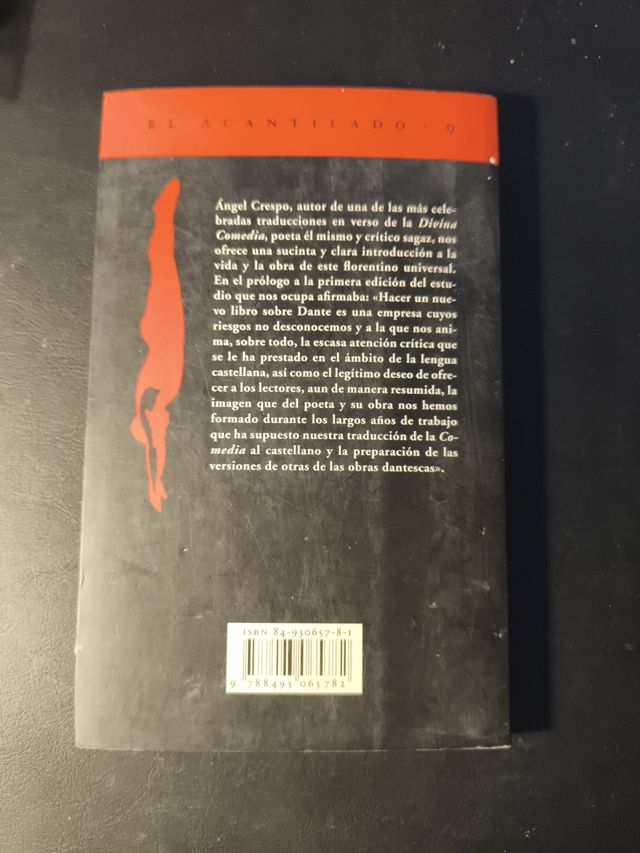 EL ACANTILADO · 9
Ángel Crespo, autor de una de las más cele-
bradas traducciones en verso de la Divina
Comedia, poeta él mismo y crítico sagaz, nos
ofrece una sucinta y clara introducción a la
vida y la obra de este florentino universal.
En el prólogo a la primera edición del estu-
dio que nos ocupa afirmaba: «Hacer un nue-
vo libro sobre Dante es una empresa cuyos
riesgos no desconocemos y a la que nos ani-
ma, sobre todo, la escasa atención crítica que
se le ha prestado en el ámbito de la lengua
castellana, así como el legítimo deseo de ofre-
cer a los lectores, aun de manera resumida, la
imagen que del poeta y su obra nos hemos
formado durante los largos años de trabajo
que ha supuesto nuestra traducción de la Co-
media al castellano y la preparación de las
versiones de otras de las obras dantescas».
ISBN 84-930657-8-1
9 788493 065782